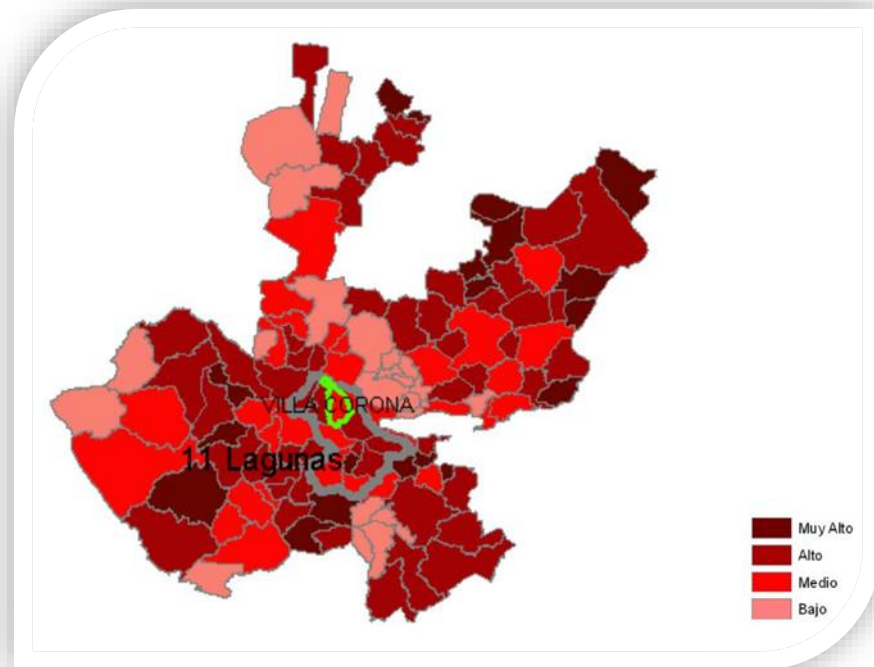 VILLA CORONA
11 Lagunas
Muy Alto
Alto
Medio
Bajo